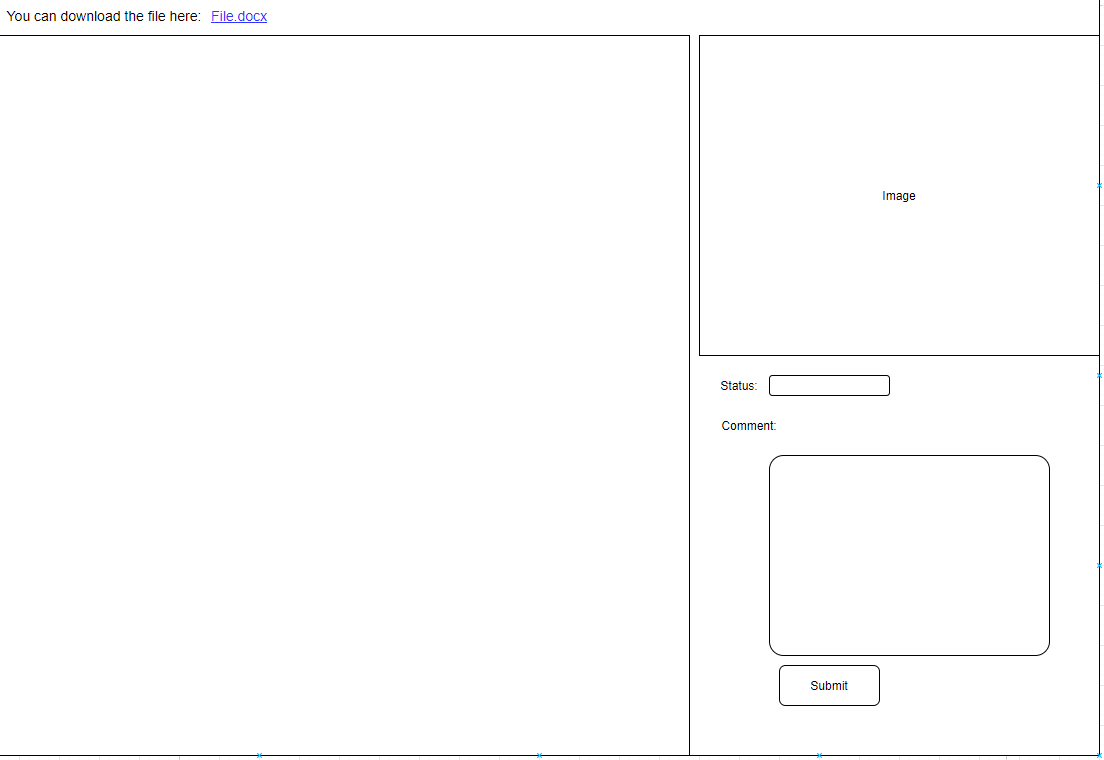 You can download the file here: File.docx
Image
Status:
Comment:
Submit